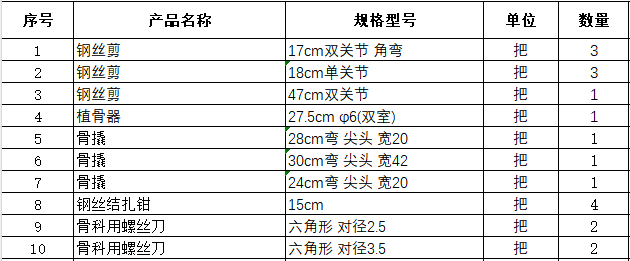 序号 产品名称 规格型号 单位 数量
1 钢丝剪 17cm双关节 角弯 把 3
2 钢丝剪 18cm单关节 把 3
3 钢丝剪 47cm双关节 把 1
4 植骨器 27.5cm φ6(双室) 把 1
5 骨撬 28cm弯 尖头 宽20 把 1
6 骨撬 30cm弯 尖头 宽42 把 1
7 骨撬 24cm弯 尖头 宽20 把 1
8 钢丝结扎钳 15cm 把 4
9 骨科用螺丝刀 六角形 对径2.5 把 2
10 骨科用螺丝刀 六角形 对径3.5 把 2